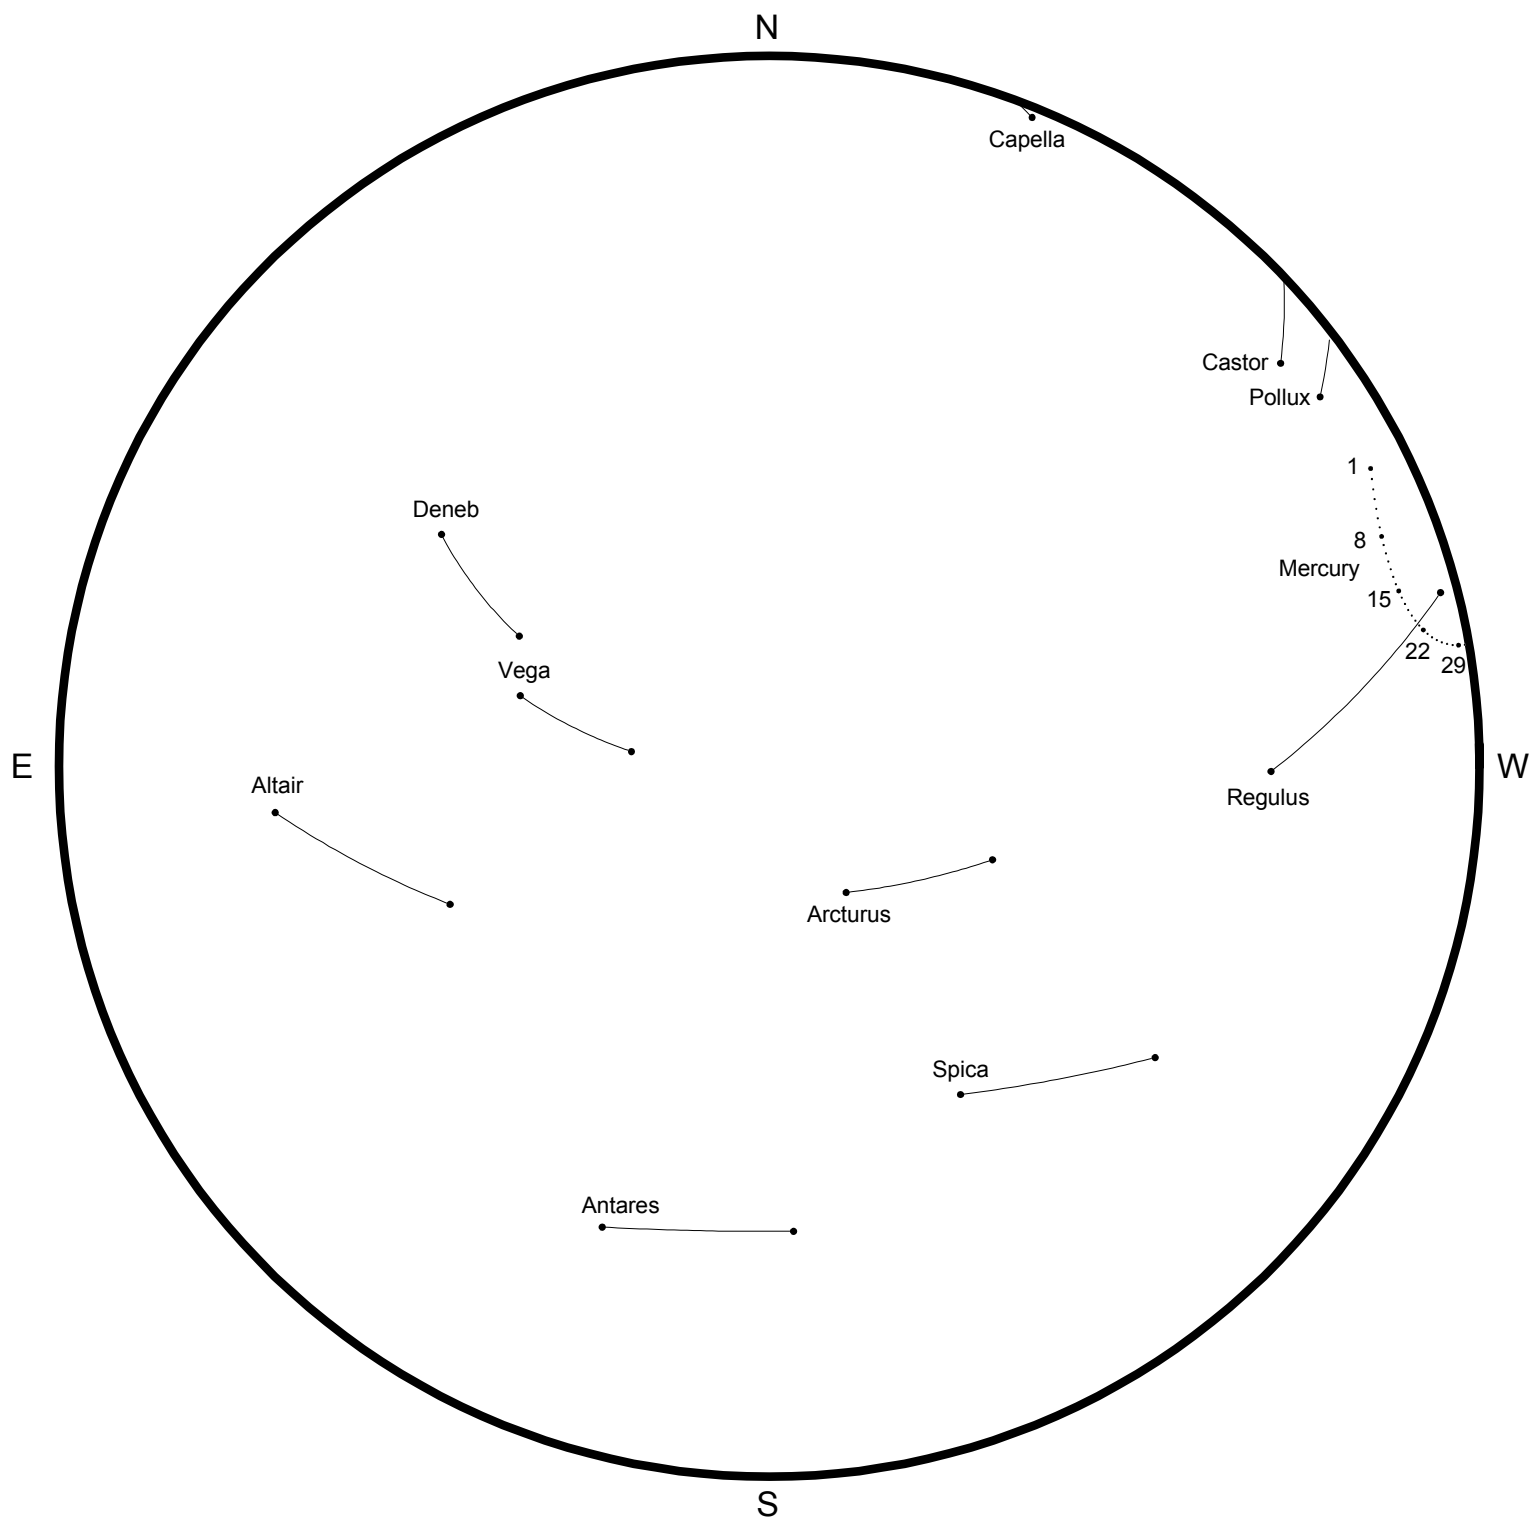 N
Capella
Castor
Pollux
1
Deneb
8
Mercury
15
22
29
Vega
E
W
Altair
Regulus
Arcturus
Spica
Antares
S